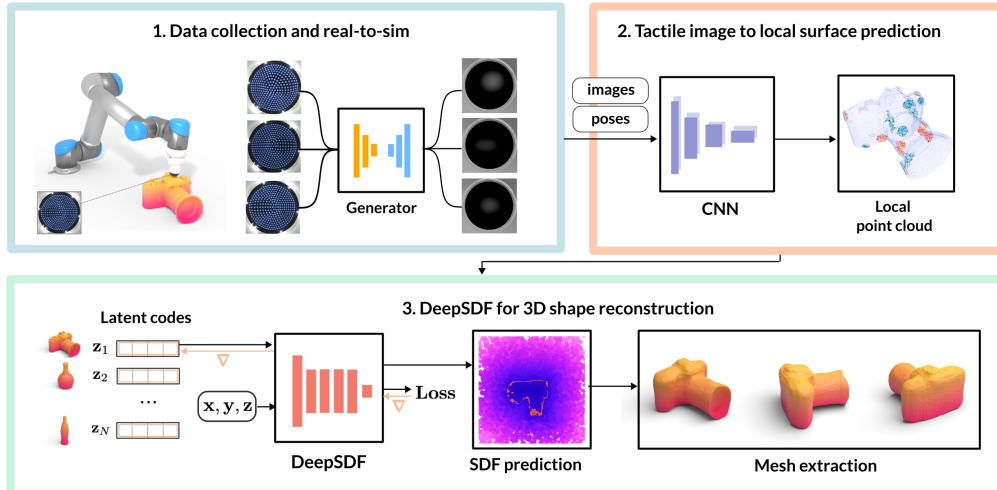 1. Data collection and real-to-sim
Generator
2. Tactile image to local surface prediction
images
poses
CNN
Local
point cloud
3. DeepSDF for 3D shape reconstruction
Latent codes
z₁
∇
z₂
...
x, y, z
z_N
DeepSDF
Loss
∇
SDF prediction
Mesh extraction